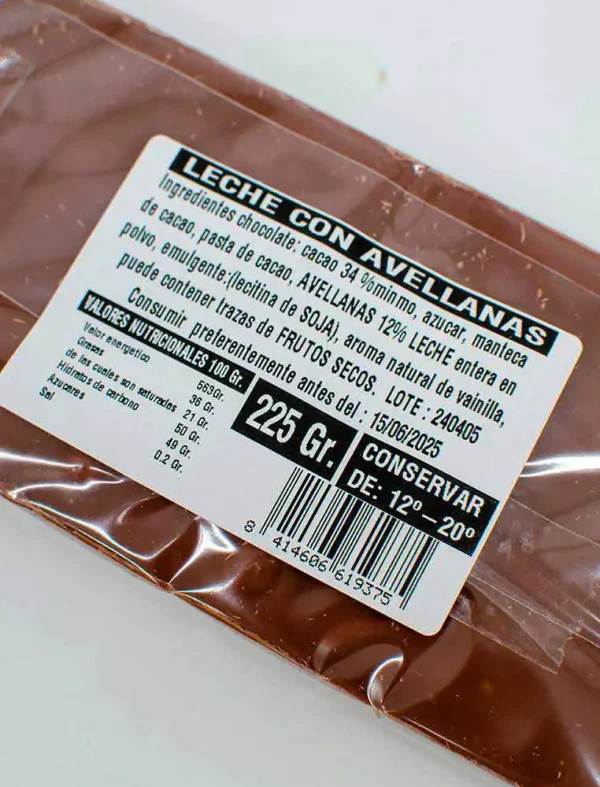 LECHE CON AVELLANAS
Ingredientes chocolate: cacao 34 %minmo, azucar, manteca
de cacao, pasta de cacao, AVELLANAS 12% LECHE entera en
polvo, emulgente:(lecitina de SOJA), aroma natural de vainilla,
puede contener trazas de FRUTOS SECOS. LOTE : 240405
Consumir preferentemente antes del : 15/06/2025
VALORES NUTRICIONALES 100 Gr.
Valor energetico 563Gr.
Grasas 36 Gr.
de las cuales son saturadas 21 Gr.
Hidratos de carbono 50 Gr.
Azucares 49 Gr.
Sal 0.2 Gr.
225 Gr.
CONSERVAR
DE: 12º-20º
8 414606 619375